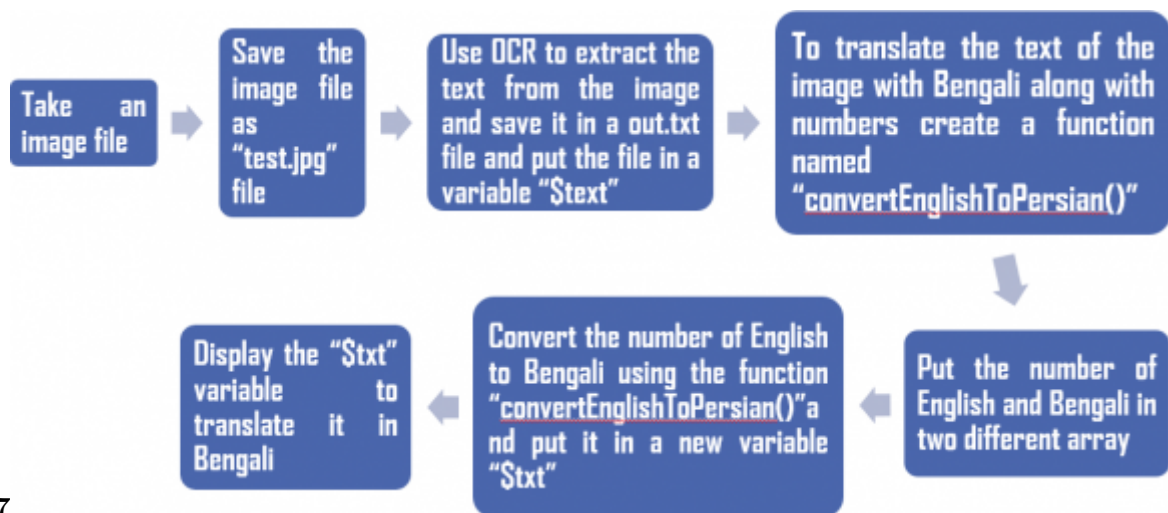 Take an
image file
Save the
image file
as
“test.jpg”
file
Use OCR to extract the
text from the image
and save it in a out.txt
file and put the file in a
variable “$text”
To translate the text of the
image with Bengali along with
numbers create a function
named
“convertEnglishToPersian()”
Put the number of
English and Bengali in
two different array
Convert the number of English
to Bengali using the function
“convertEnglishToPersian()”a
nd put it in a new variable
“$txt”
Display the “$txt”
variable to
translate it in
Bengali
7